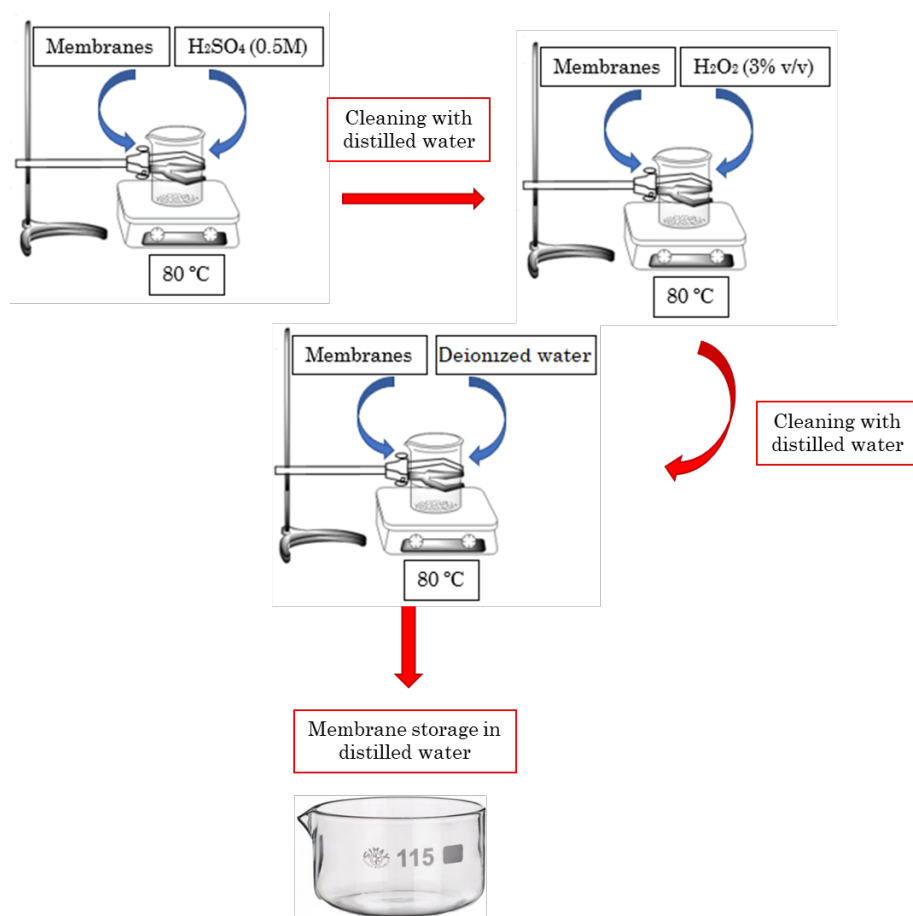 Membranes
H₂SO₄ (0.5M)
80 °C
Cleaning with
distilled water
Membranes
H₂O₂ (3% v/v)
80 °C
Cleaning with
distilled water
Membranes
Deionized water
80 °C
Membrane storage in
distilled water
SIMAX
115